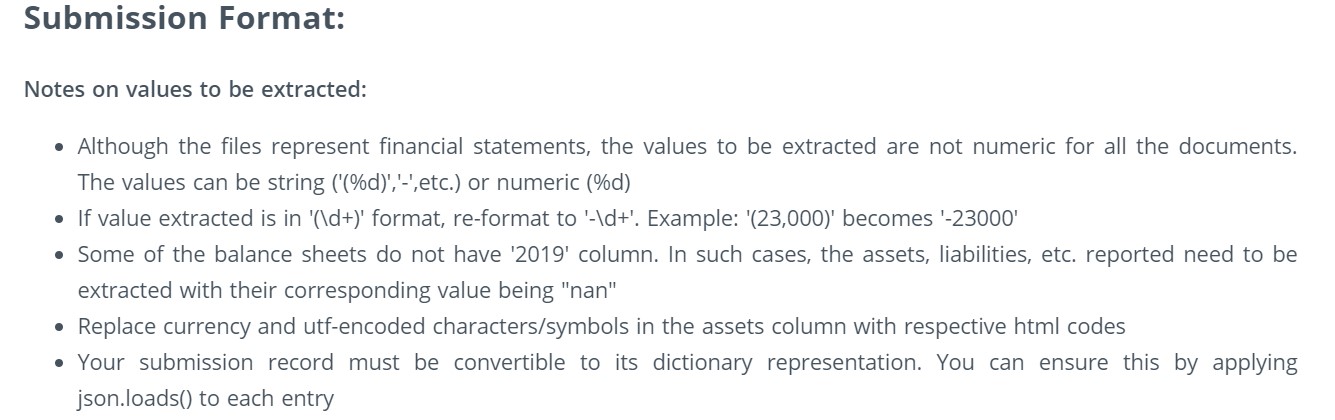 Submission Format:
Notes on values to be extracted:
• Although the files represent financial statements, the values to be extracted are not numeric for all the documents.
The values can be string ('(%d)','-',etc.) or numeric (%d)
• If value extracted is in '(\d+)' format, re-format to '-\d+'. Example: '(23,000)' becomes '-23000'
• Some of the balance sheets do not have '2019' column. In such cases, the assets, liabilities, etc. reported need to be
extracted with their corresponding value being "nan"
• Replace currency and utf-encoded characters/symbols in the assets column with respective html codes
• Your submission record must be convertible to its dictionary representation. You can ensure this by applying
json.loads() to each entry